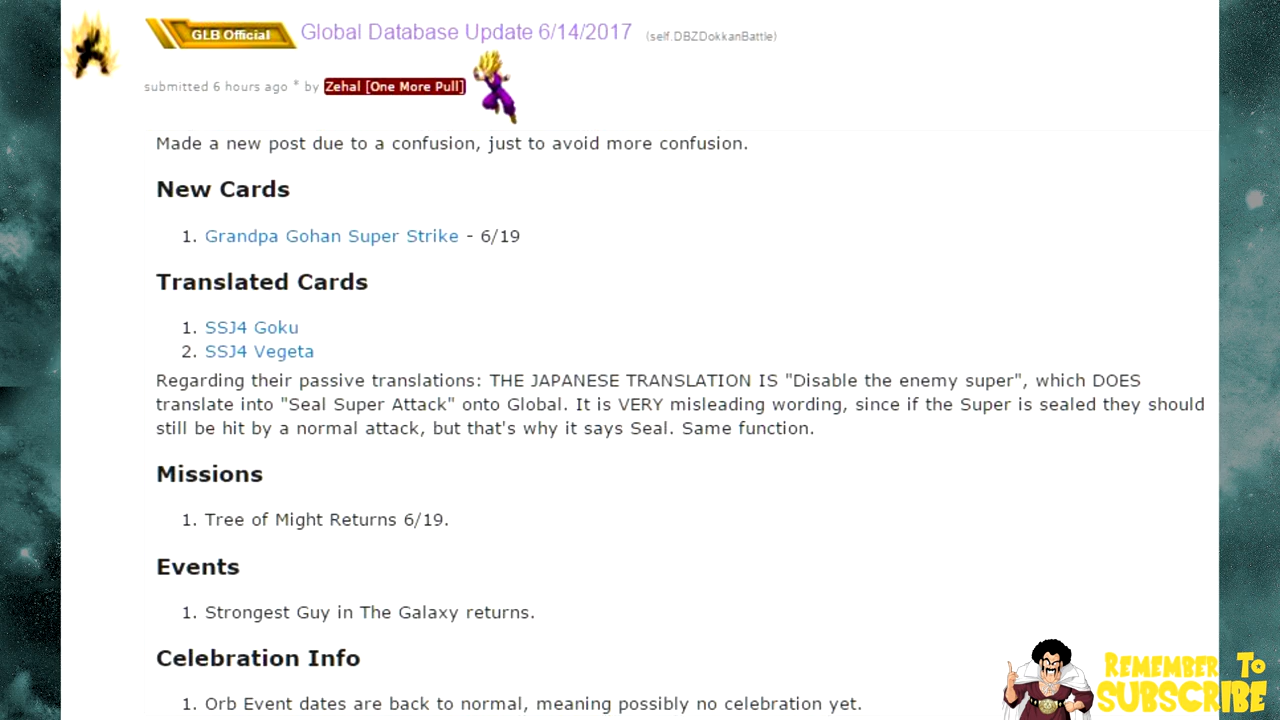 GLB Official Global Database Update 6/14/2017 (self.DBZDokkanBattle)
submitted 6 hours ago * by Zehal [One More Pull]
Made a new post due to a confusion, just to avoid more confusion.
New Cards
1. Grandpa Gohan Super Strike - 6/19
Translated Cards
1. SSJ4 Goku
2. SSJ4 Vegeta
Regarding their passive translations: THE JAPANESE TRANSLATION IS "Disable the enemy super", which DOES
translate into "Seal Super Attack" onto Global. It is VERY misleading wording, since if the Super is sealed they should
still be hit by a normal attack, but that's why it says Seal. Same function.
Missions
1. Tree of Might Returns 6/19.
Events
1. Strongest Guy in The Galaxy returns.
Celebration Info
1. Orb Event dates are back to normal, meaning possibly no celebration yet.
REMEMBER TO
SUBSCRIBE